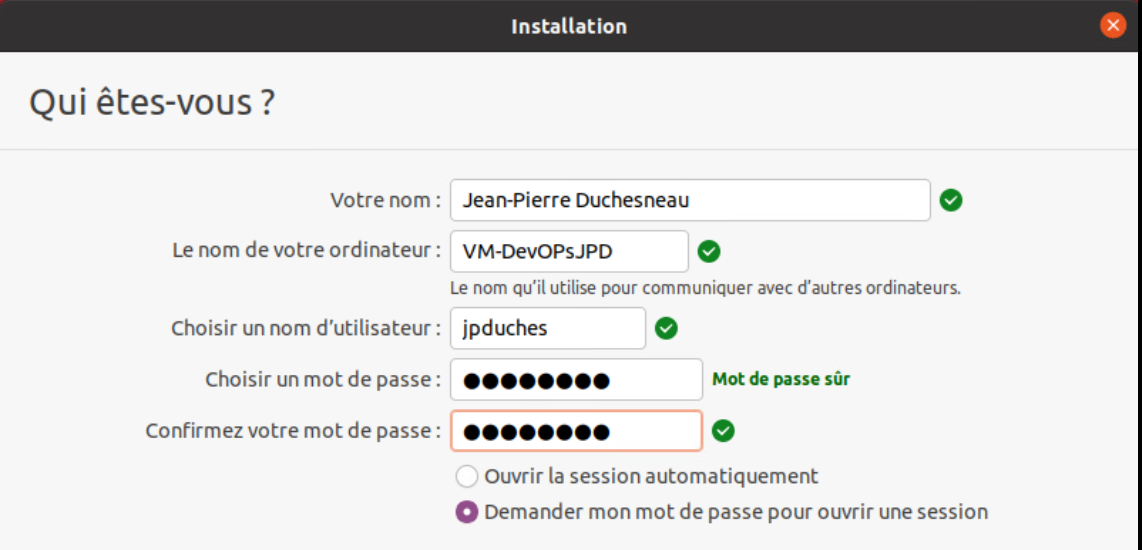 Installation
Qui êtes-vous ?
Votre nom : Jean-Pierre Duchesneau
Le nom de votre ordinateur : VM-DevOPsJPD
Le nom qu'il utilise pour communiquer avec d'autres ordinateurs.
Choisir un nom d'utilisateur : jpduches
Choisir un mot de passe : ●●●●●●●● Mot de passe sûr
Confirmez votre mot de passe : ●●●●●●●●
Ouvrir la session automatiquement
Demander mon mot de passe pour ouvrir une session